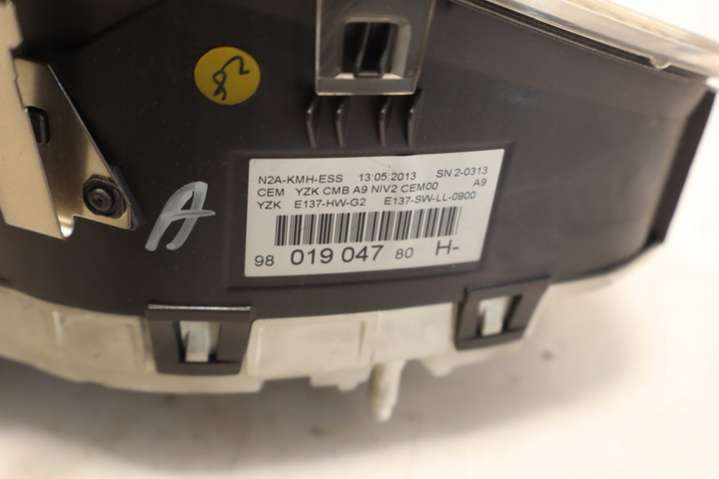 N2A-KMH-ESS 13:05:2013 SN 2-0313
CEM YZK CMB A9 NIV2 CEM00 A9
YZK E137-HW-G2 E137-SW-LL-0900
98 019 047 80 H-
A